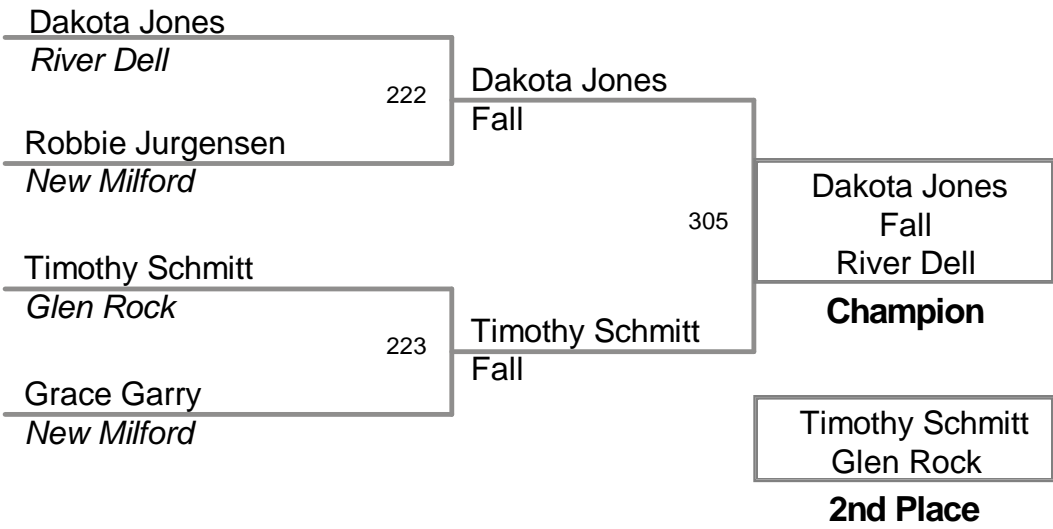 Dakota Jones
River Dell
222
Robbie Jurgensen
New Milford
Timothy Schmitt
Glen Rock
223
Grace Garry
New Milford
Dakota Jones
Fall
305
Timothy Schmitt
Fall
Dakota Jones
Fall
River Dell
Champion
Timothy Schmitt
Glen Rock
2nd Place